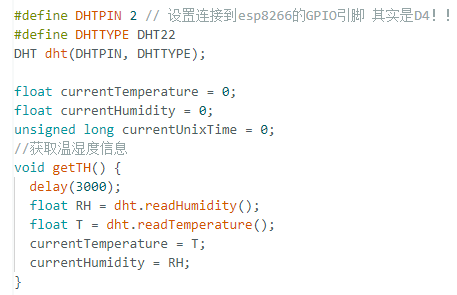 #define DHTPIN 2 // 设置连接到esp8266的GPIO引脚 其实是D4！！
#define DHTTYPE DHT22
DHT dht(DHTPIN, DHTTYPE);
float currentTemperature = 0;
float currentHumidity = 0;
unsigned long currentUnixTime = 0;
//获取温湿度信息
void getTH() {
  delay(3000);
  float RH = dht.readHumidity();
  float T = dht.readTemperature();
  currentTemperature = T;
  currentHumidity = RH;
}